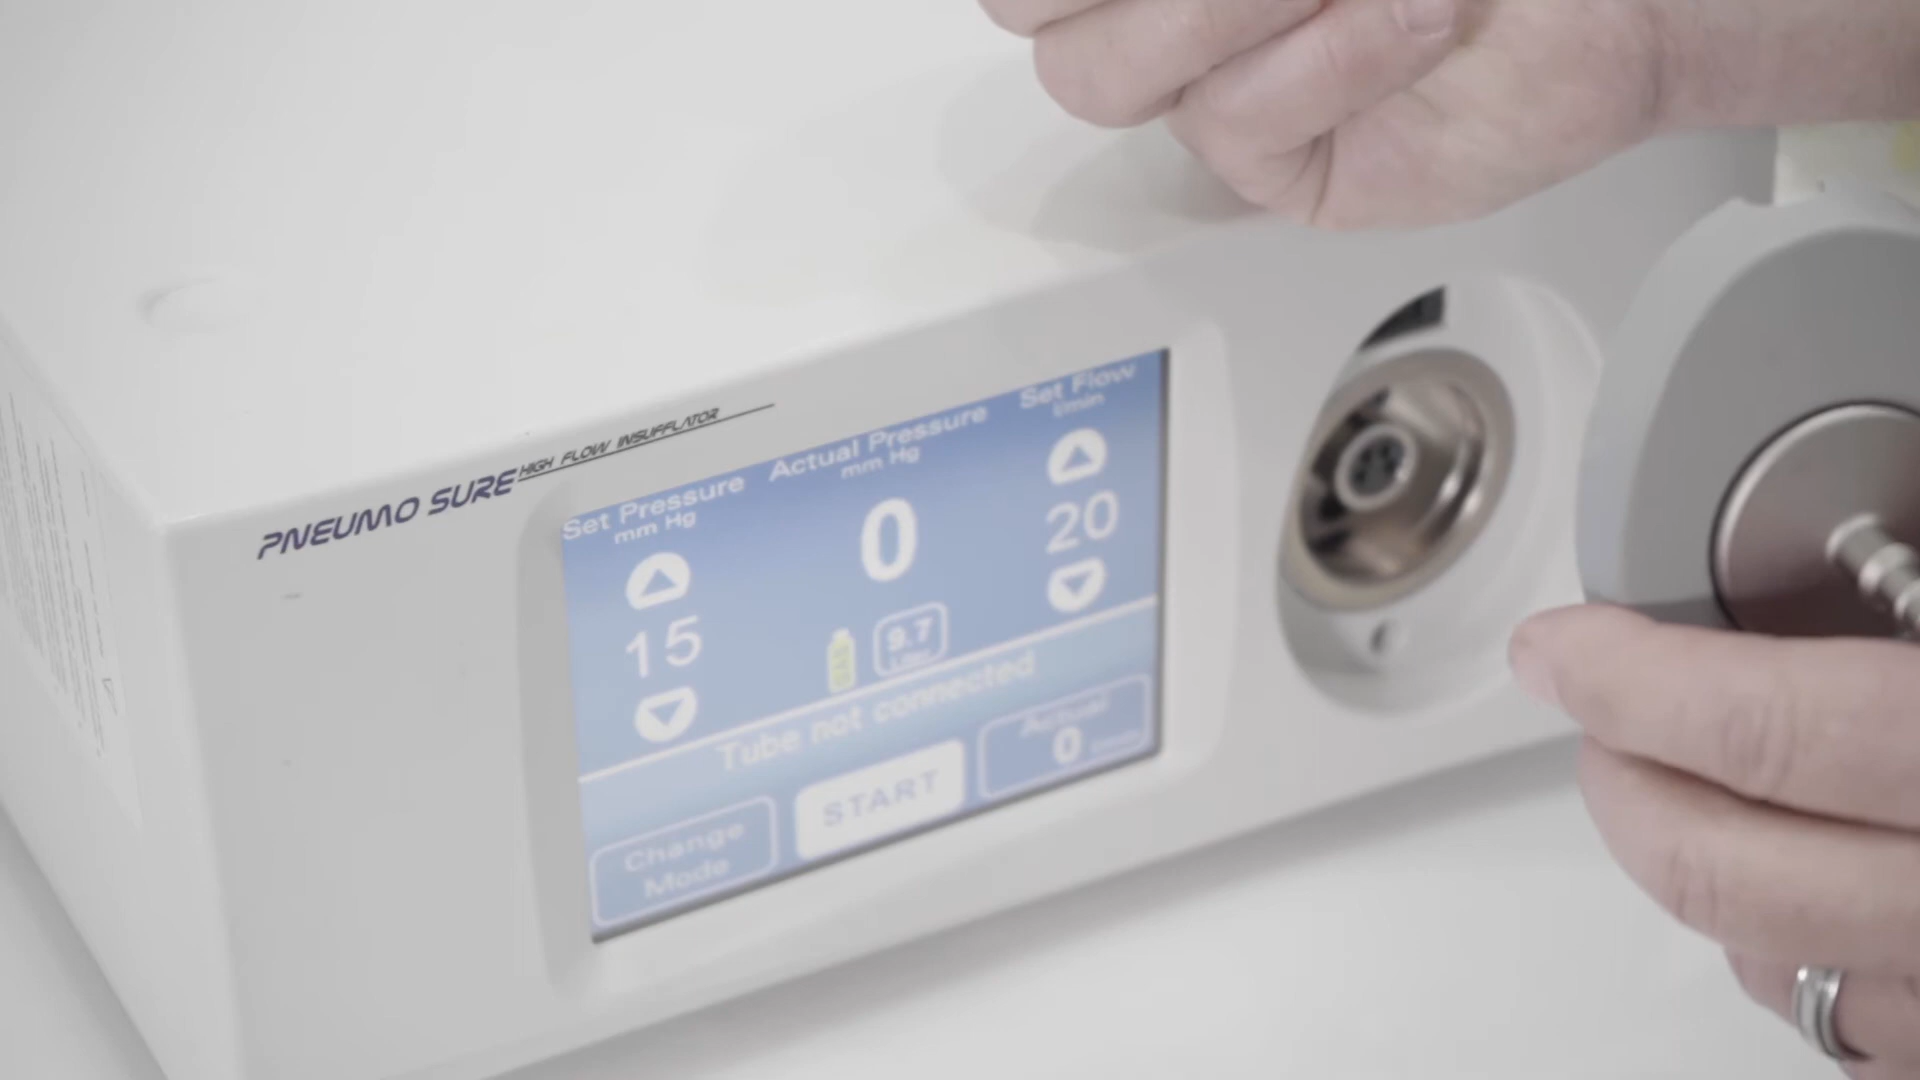 PNEUMO SURE HIGH FLOW INSUFFLATOR
Set Pressure
mm Hg
15
Actual Pressure
mm Hg
0
9.7
Set Flow
l/min
20
Tube not connected
Change
Mode
START
Actual
0